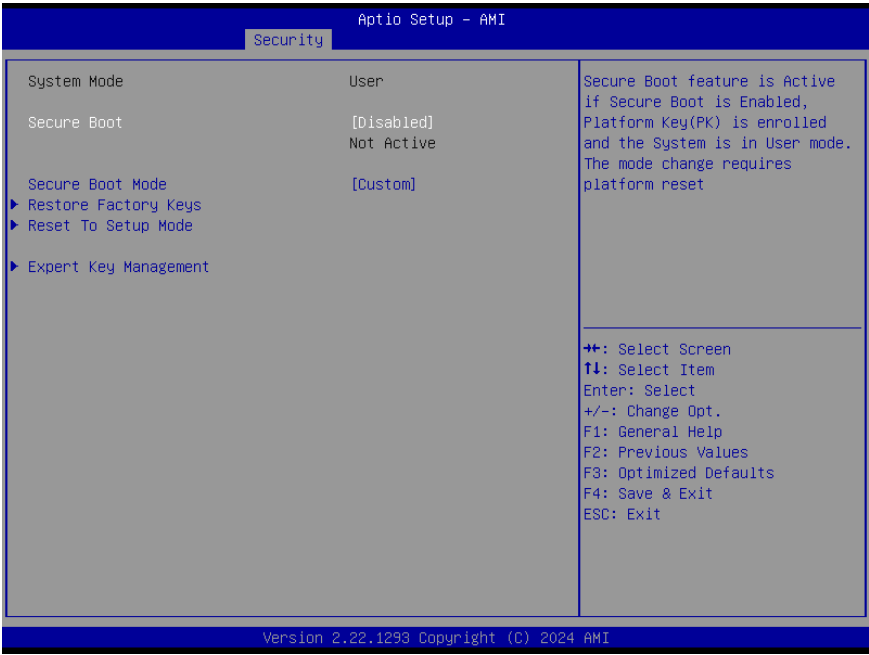 Aptio Setup - AMI
Security
System Mode User
Secure Boot [Disabled]
Not Active
Secure Boot Mode [Custom]
Restore Factory Keys
Reset To Setup Mode
Expert Key Management
Secure Boot feature is Active
if Secure Boot is Enabled,
Platform Key(PK) is enrolled
and the System is in User mode.
The mode change requires
platform reset
→←: Select Screen
↑↓: Select Item
Enter: Select
+/-: Change Opt.
F1: General Help
F2: Previous Values
F3: Optimized Defaults
F4: Save & Exit
ESC: Exit
Version 2.22.1293 Copyright (C) 2024 AMI